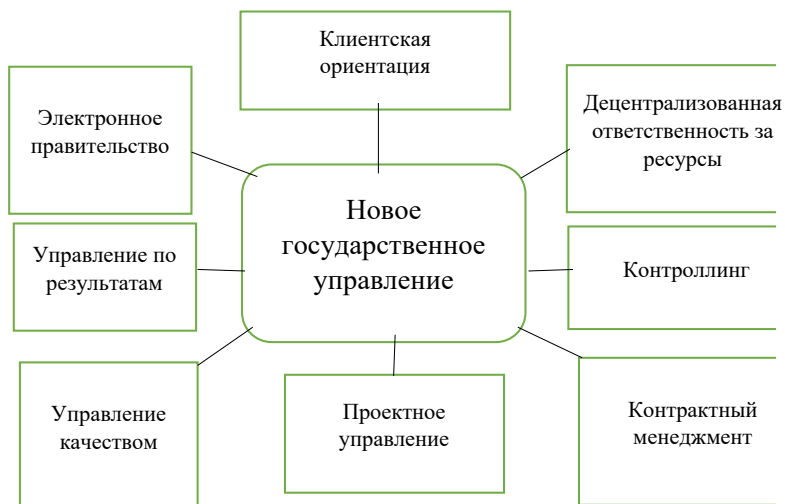 Клиентская
ориентация
Электронное
правительство
Децентрализованная
ответственность за
ресурсы
Новое
государственное
управление
Управление по
результатам
Контроллинг
Управление
качеством
Проектное
управление
Контрактный
менеджмент